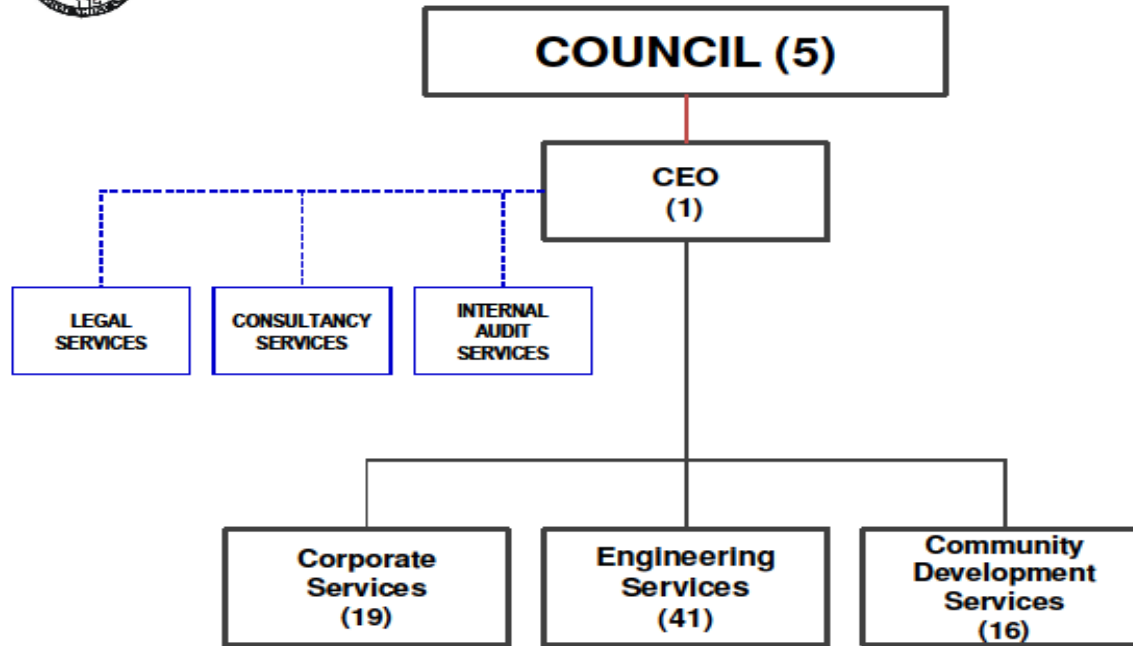 COUNCIL (5)
CEO
(1)
LEGAL
SERVICES
CONSULTANCY
SERVICES
INTERNAL
AUDIT
SERVICES
Corporate
Services
(19)
Engineering
Services
(41)
Community
Development
Services
(16)